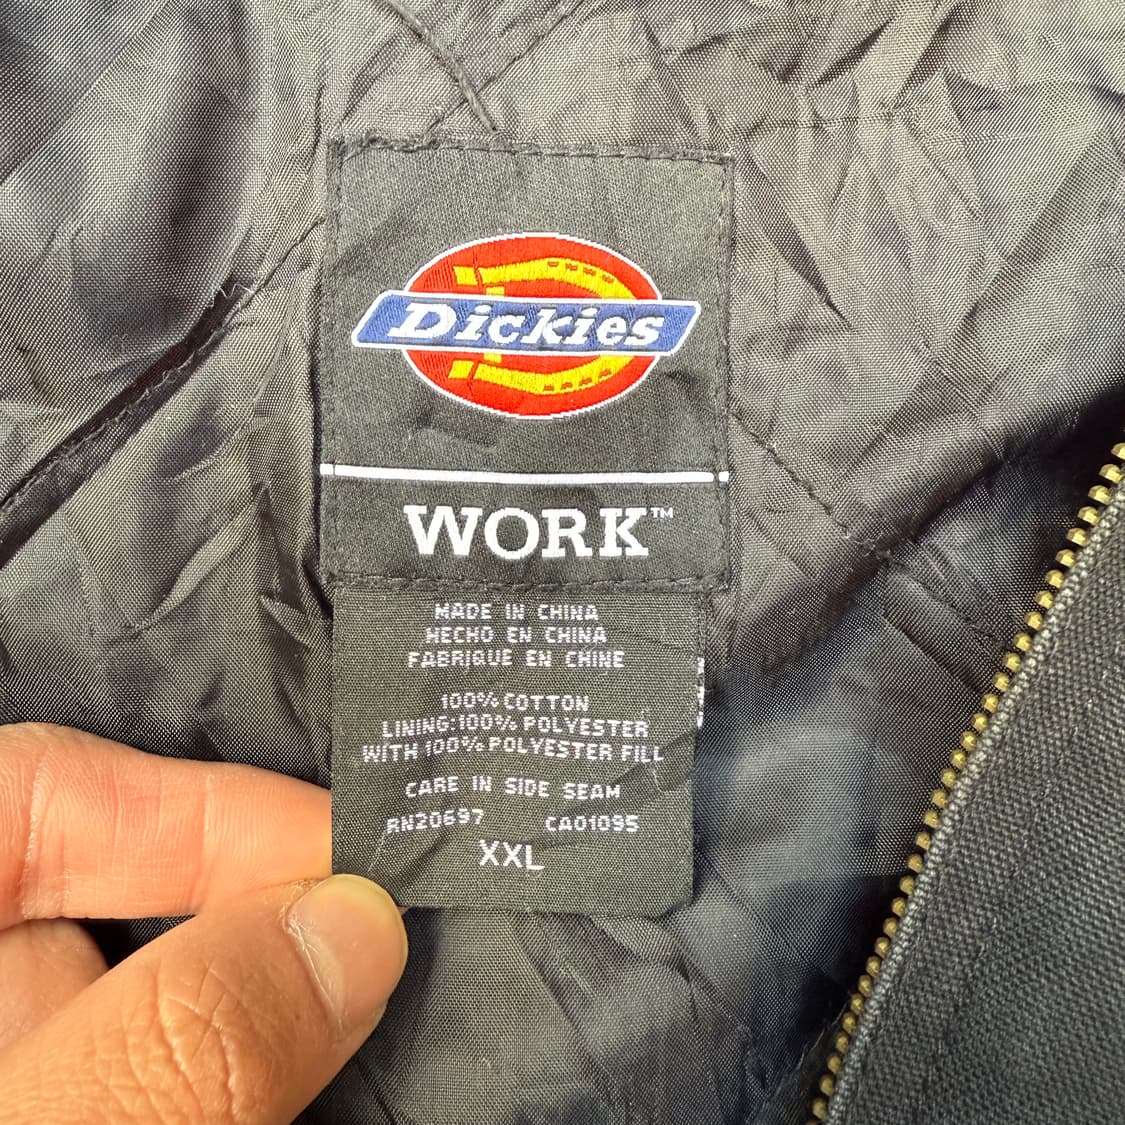 Dickies
WORK™
MADE IN CHINA
HECHO EN CHINA
FABRIQUE EN CHINE
100% COTTON
LINING:100% POLYESTER
WITH 100% POLYESTER FILL
CARE IN SIDE SEAM
RN20697 CA01095
XXL